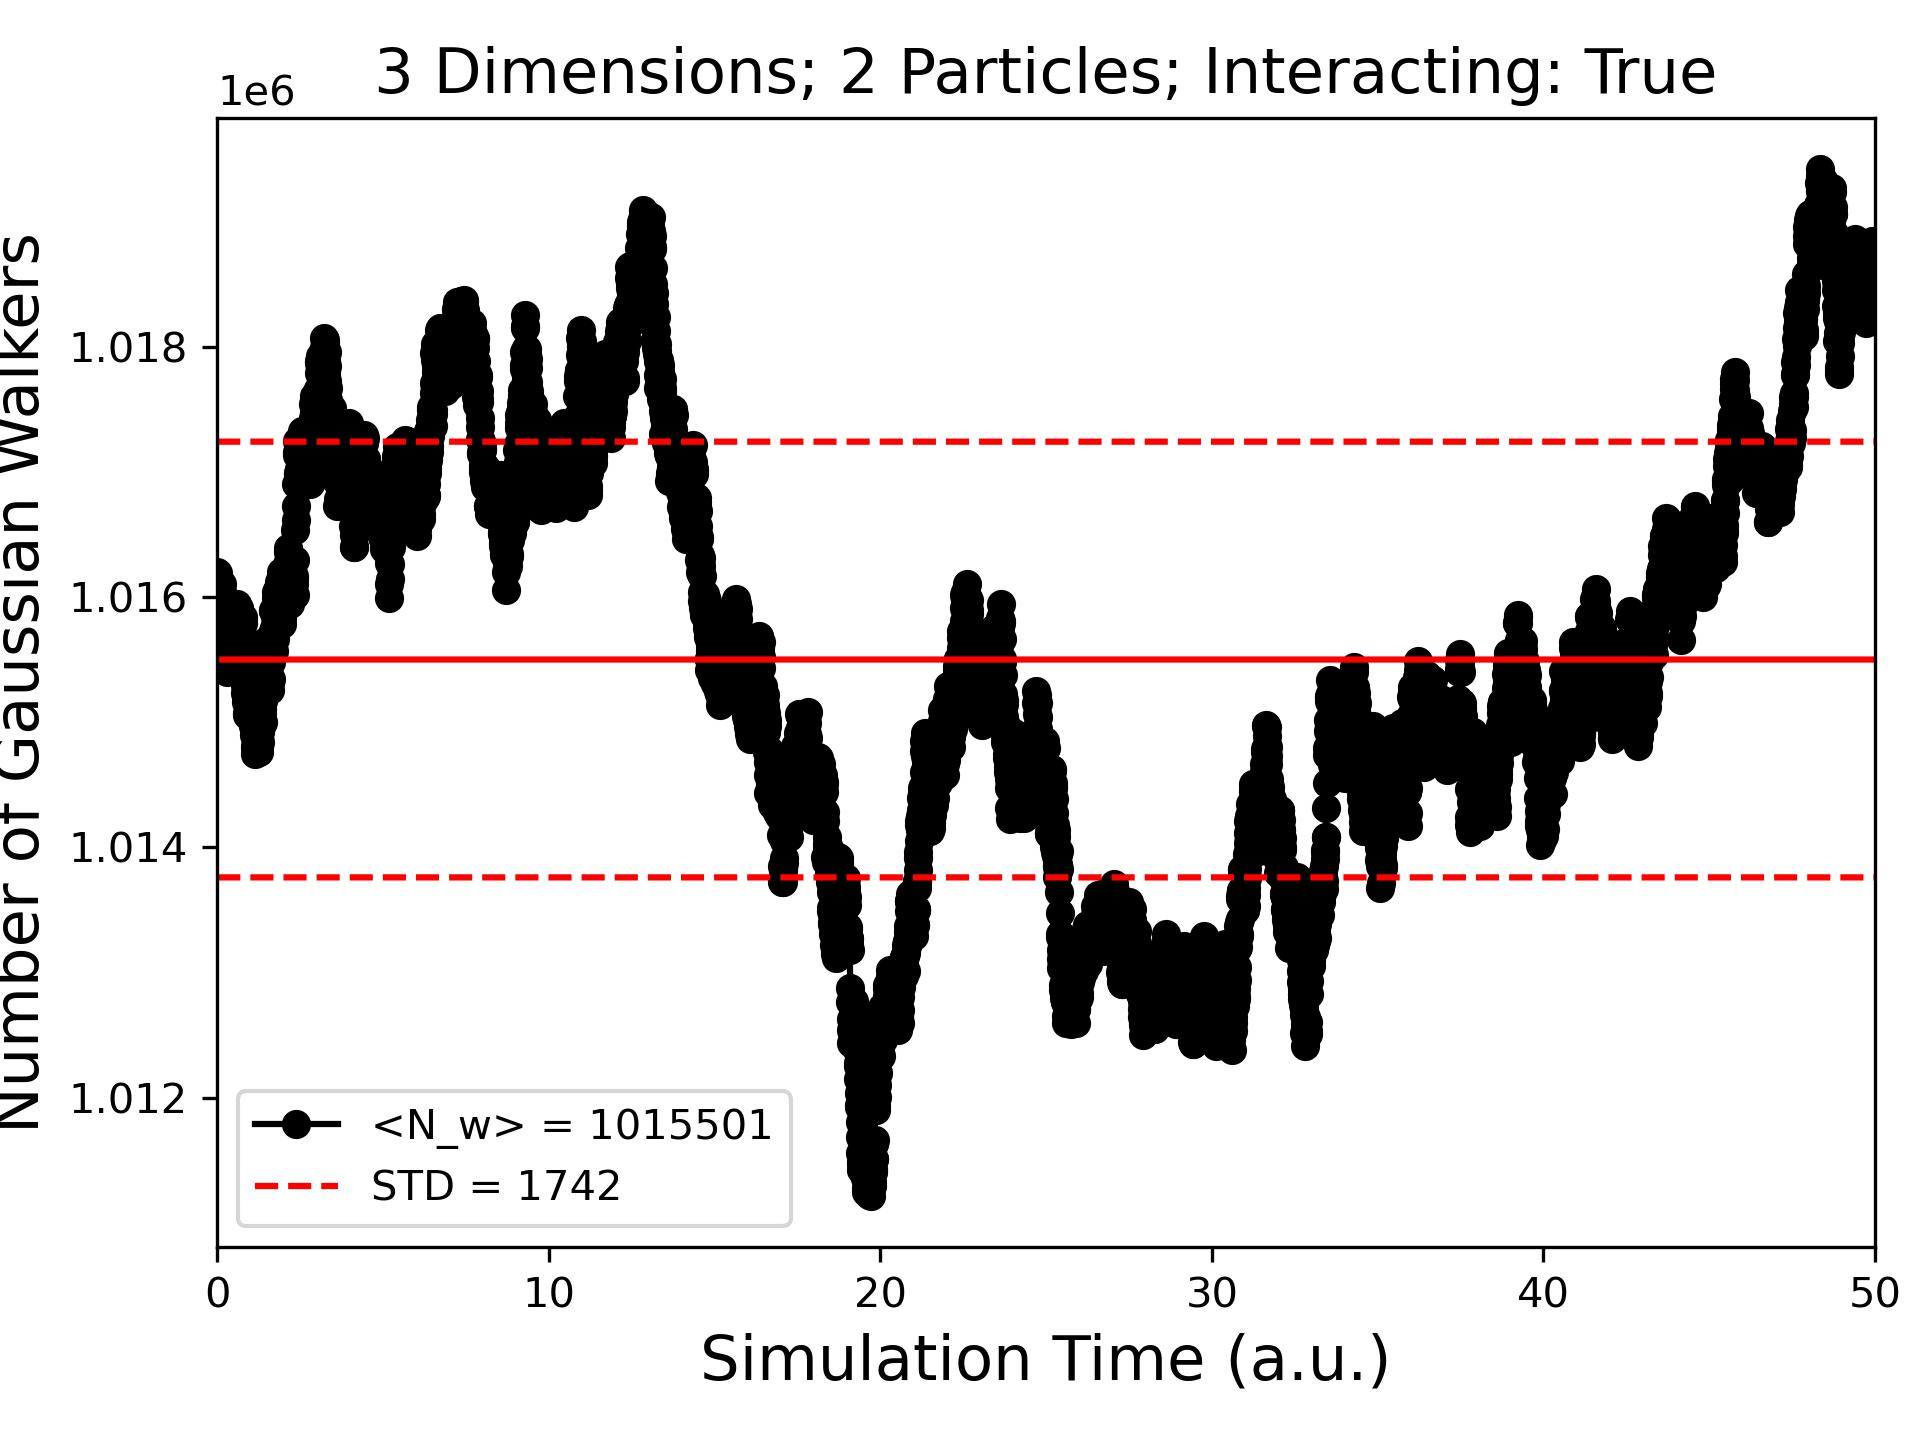 3 Dimensions; 2 Particles; Interacting: True
1e6
Number of Gaussian Walkers
1.018
1.016
1.014
1.012
<N_w> = 1015501
STD = 1742
0 10 20 30 40 50
Simulation Time (a.u.)